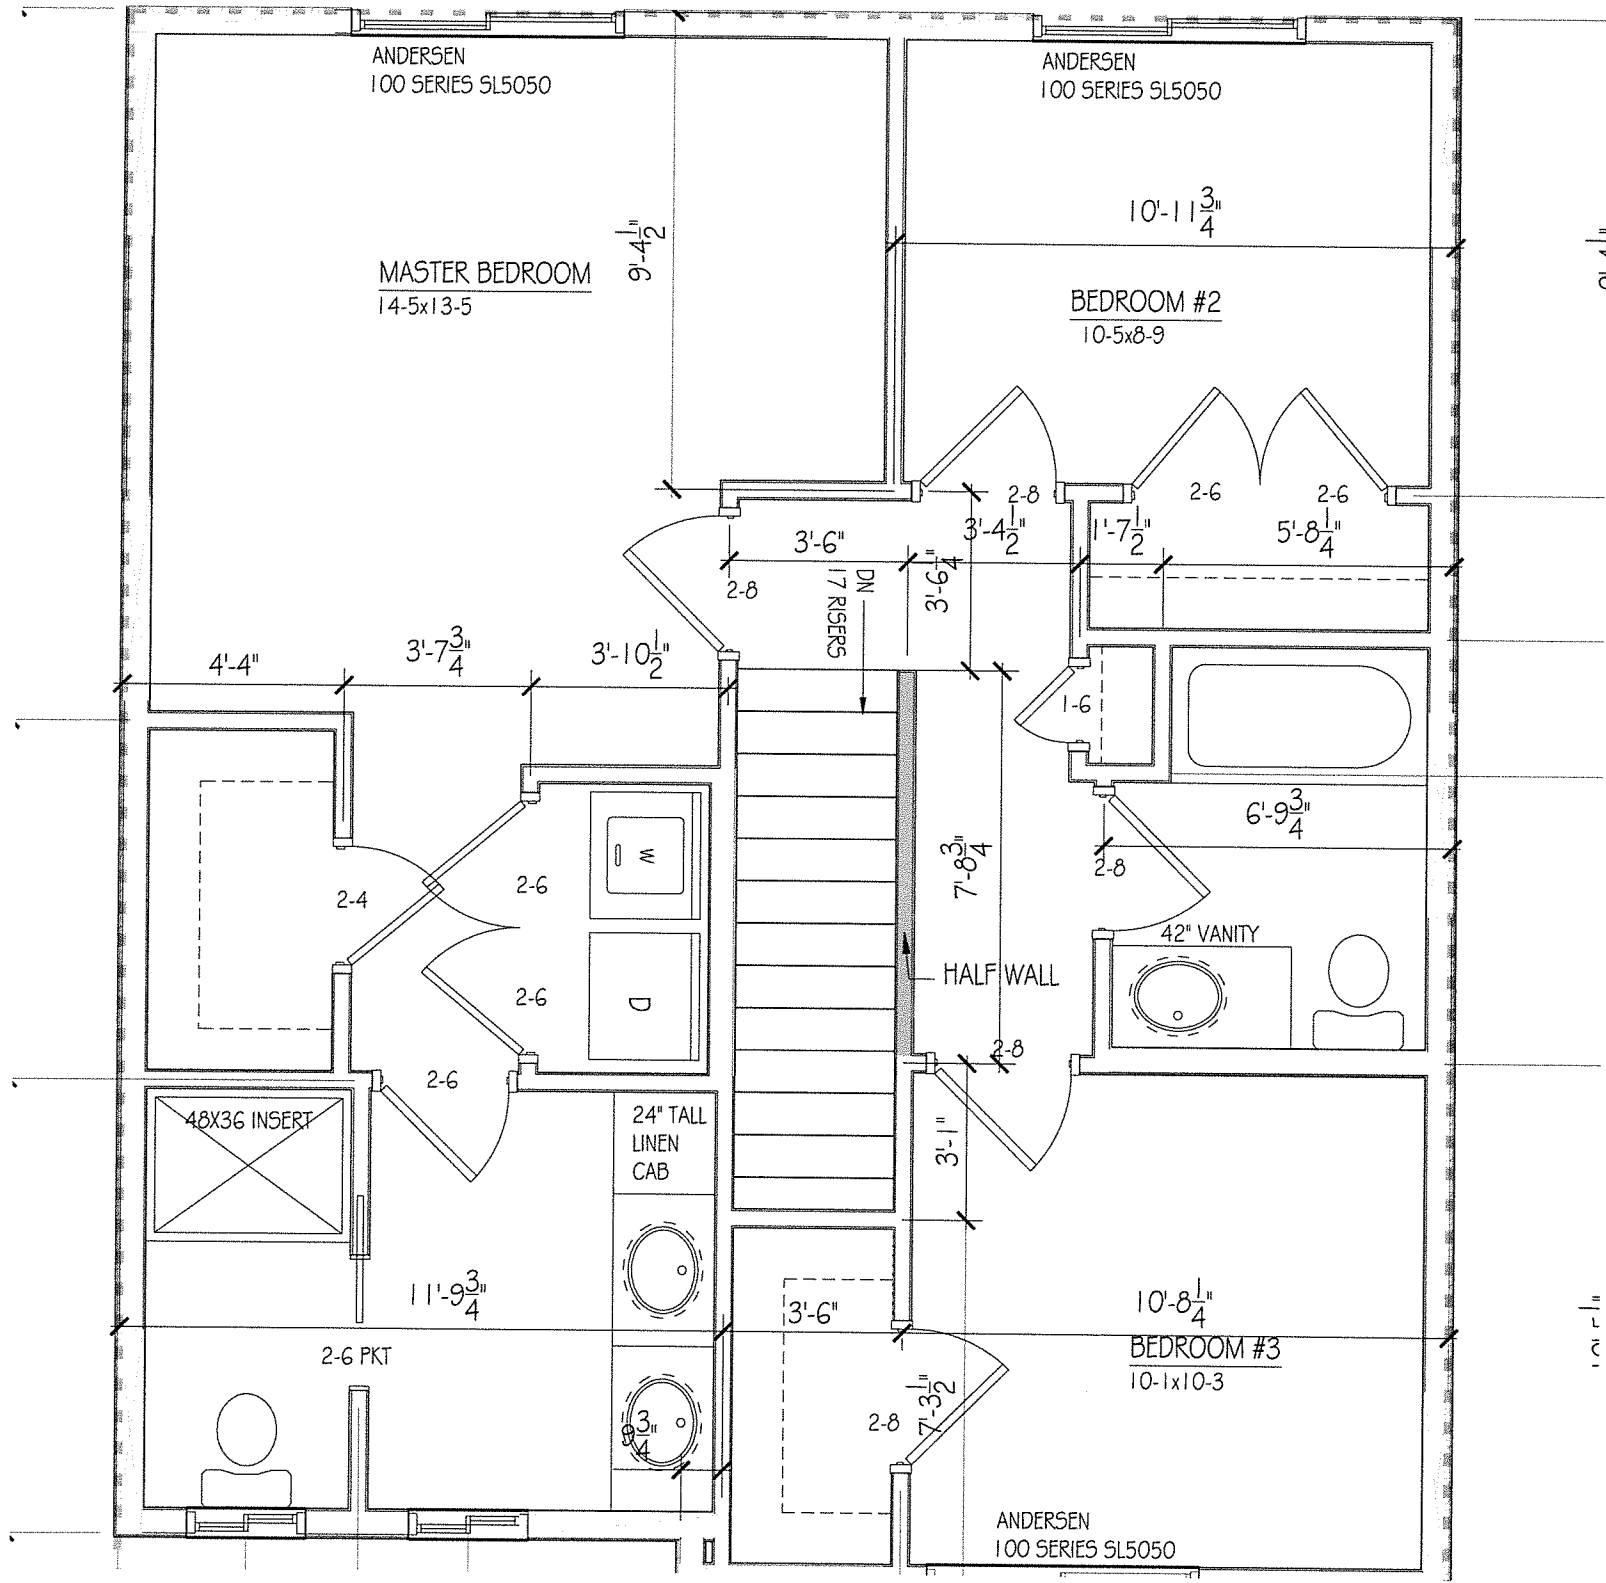 ANDERSEN
100 SERIES SL5050
ANDERSEN
100 SERIES SL5050
10'-11 3/4"
9'-4 1/2"
MASTER BEDROOM
14-5x13-5
BEDROOM #2
10-5x8-9
2-8
2-6
2-6
3'-6"
3'-4 1/2"
1'-7 1/2"
5'-8 1/4"
3'-6 1/4"
2-8
DN
17 RISERS
4'-4"
3'-7 3/4"
3'-10 1/2"
1-6
6'-9 3/4"
W
7'-8 3/4"
2-8
2-4
2-6
42" VANITY
HALF WALL
2-6
D
2-8
2-6
48X36 INSERT
24" TALL
LINEN
CAB
3'-1"
11'-9 3/4"
3'-6"
10'-8 1/4"
BEDROOM #3
10-1x10-3
2-6 PKT
7'-3 1/2"
2-8
3/4"
ANDERSEN
100 SERIES SL5050